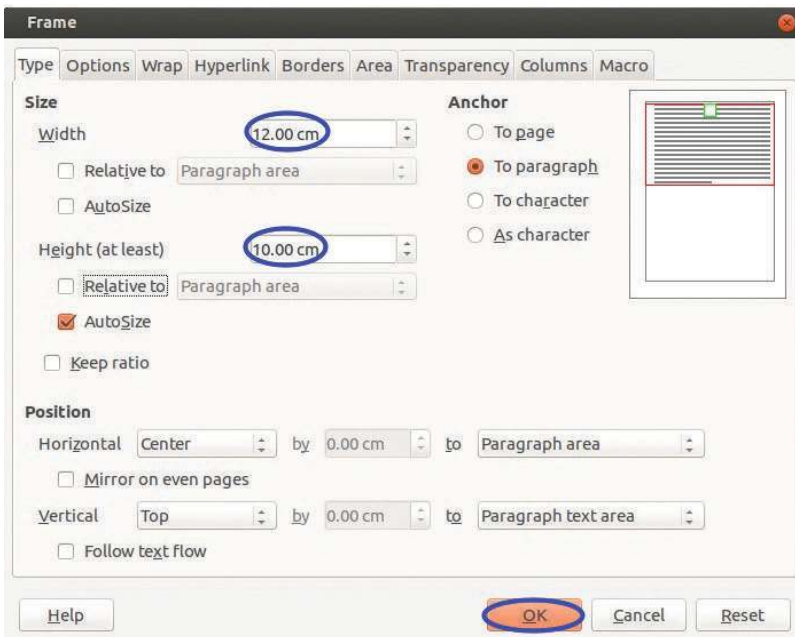 Frame
Type Options Wrap Hyperlink Borders Area Transparency Columns Macro
Size
Width 12.00 cm
Relative to Paragraph area
AutoSize
Height (at least) 10.00 cm
Relative to Paragraph area
AutoSize
Keep ratio
Anchor
To page
To paragraph
To character
As character
Position
Horizontal Center by 0.00 cm to Paragraph area
Mirror on even pages
Vertical Top by 0.00 cm to Paragraph text area
Follow text flow
Help OK Cancel Reset